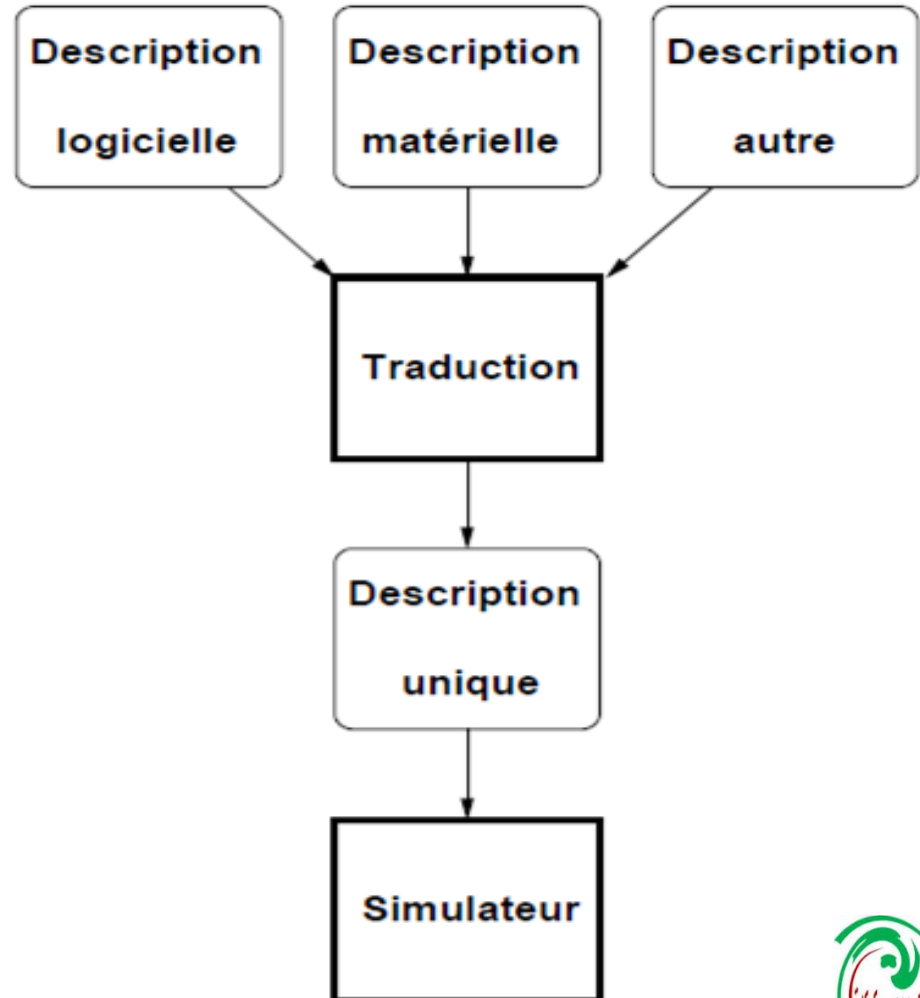 Description
logicielle
Description
matérielle
Description
autre
Traduction
Description
unique
Simulateur